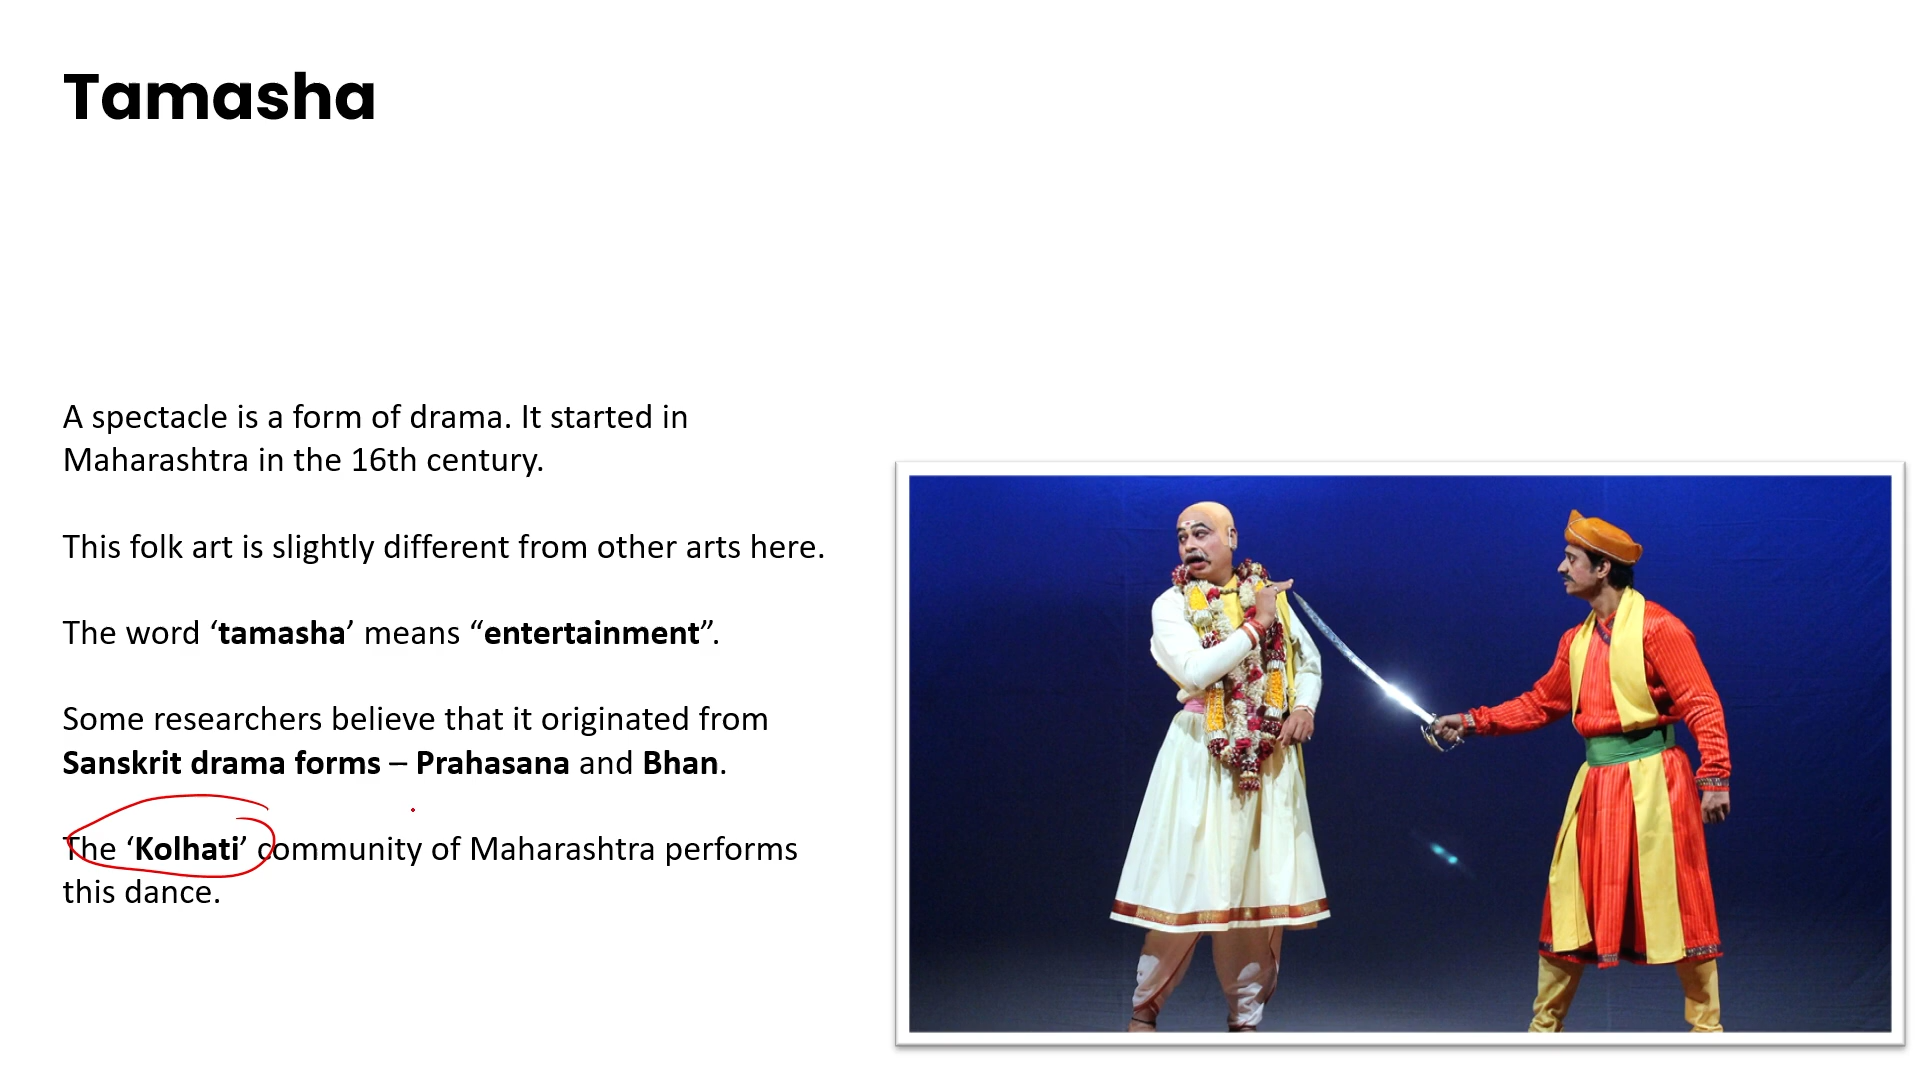 Tamasha
A spectacle is a form of drama. It started in
Maharashtra in the 16th century.
This folk art is slightly different from other arts here.
The word ‘tamasha’ means “entertainment”.
Some researchers believe that it originated from
Sanskrit drama forms – Prahasana and Bhan.
The ‘Kolhati’ community of Maharashtra performs
this dance.